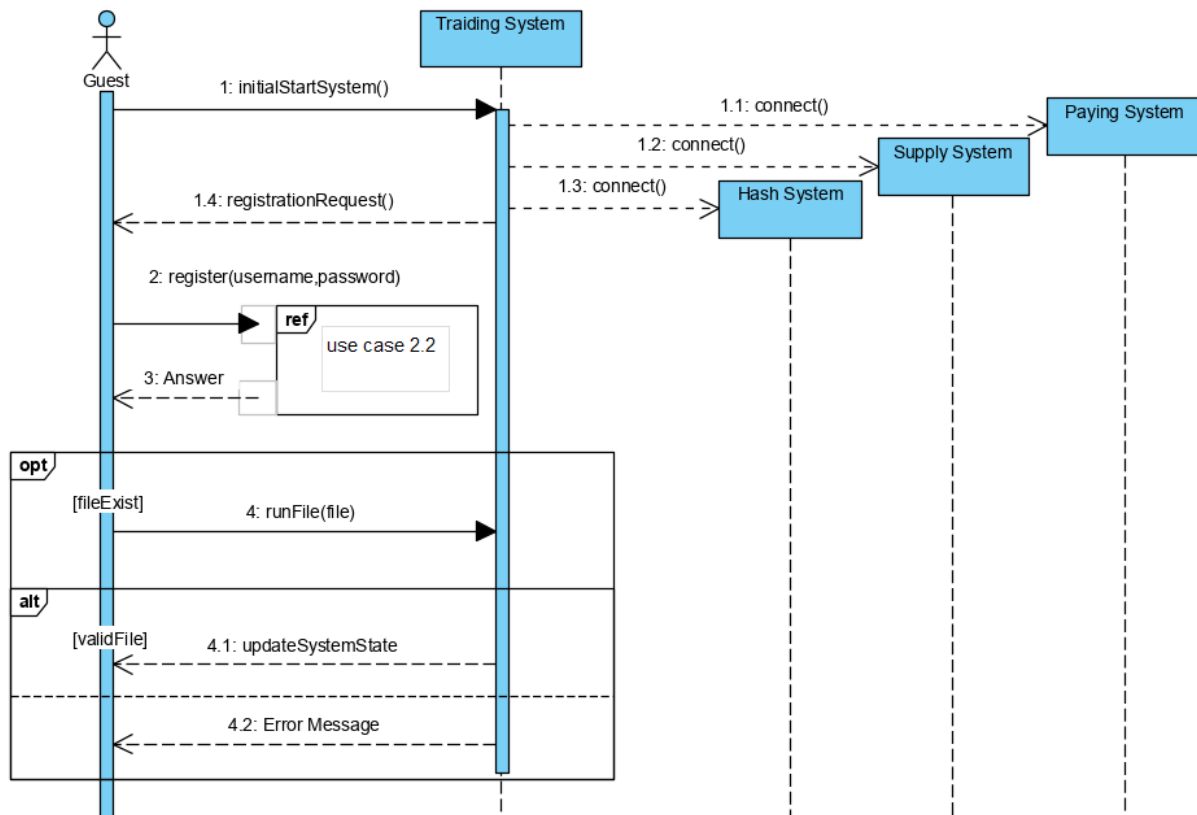 Traiding System
Guest
1: initialStartSystem()
1.1: connect()
Paying System
1.2: connect()
Supply System
1.3: connect()
Hash System
1.4: registrationRequest()
2: register(username,password)
ref
use case 2.2
3: Answer
opt
[fileExist]
4: runFile(file)
alt
[validFile]
4.1: updateSystemState
4.2: Error Message